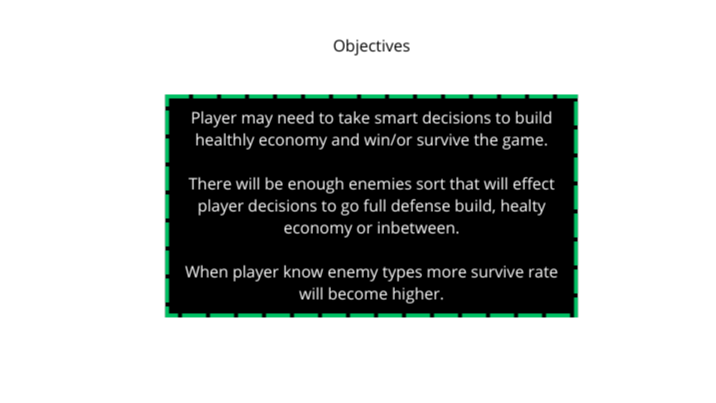 Objectives
Player may need to take smart decisions to build
healthly economy and win/or survive the game.
There will be enough enemies sort that will effect
player decisions to go full defense build, healty
economy or inbetween.
When player know enemy types more survive rate
will become higher.